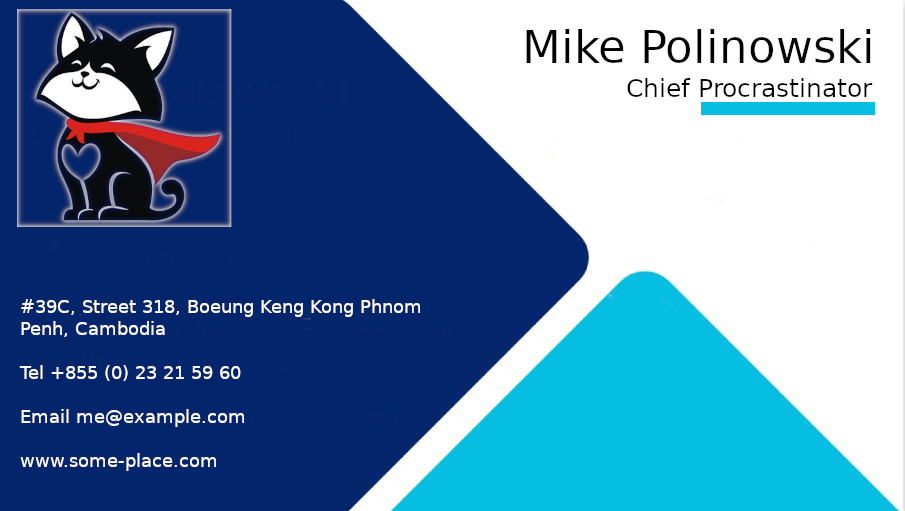 Mike Polinowski
Chief Procrastinator
#39C, Street 318, Boeung Keng Kong Phnom
Penh, Cambodia
Tel +855 (0) 23 21 59 60
Email me@example.com
www.some-place.com